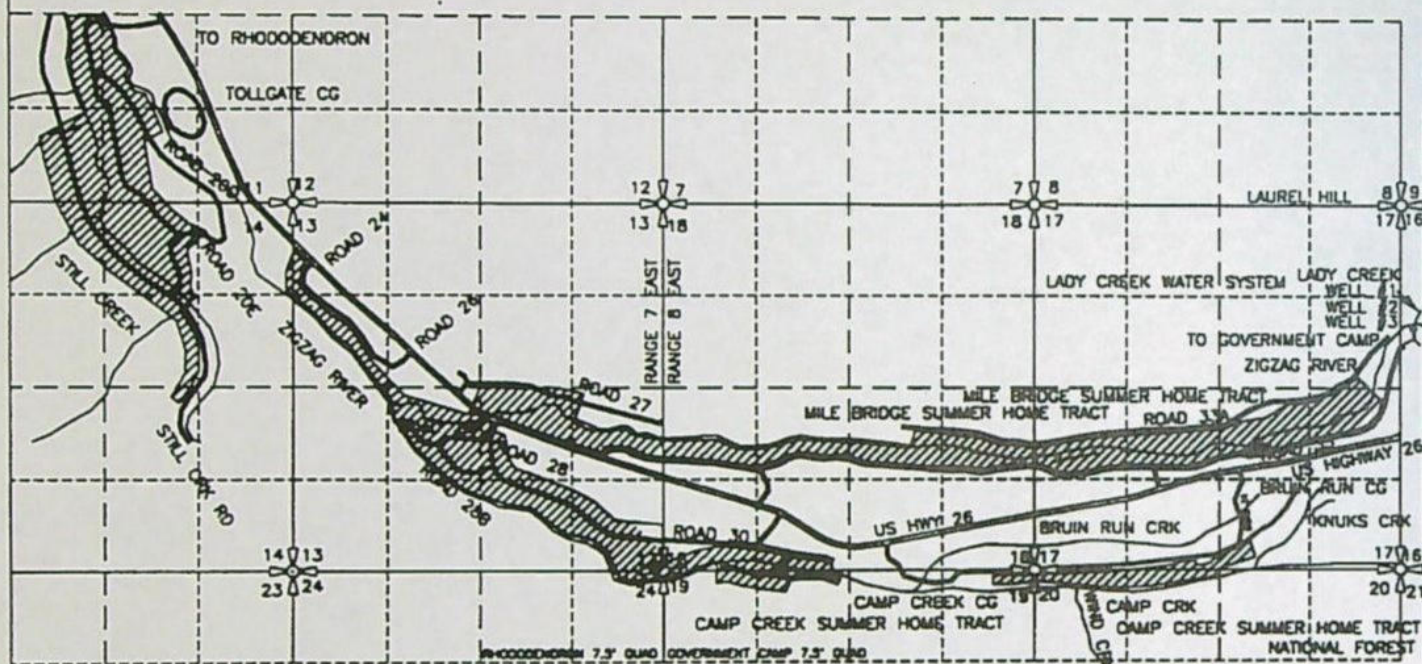 TO RHODODENDRON
TOLLGATE CG
ROAD 20C
11 12
14 13
12 7
13 18
7 8
18 17
LAUREL HILL
8 9
17 16
ROAD 24
ROAD 20E
STILL CREEK
ZIGZAG RIVER
ROAD 26
RANGE 7 EAST
RANGE 8 EAST
LADY CREEK WATER SYSTEM
LADY CREEK
WELL #1
WELL #2
WELL #3
TO GOVERNMENT CAMP
ZIGZAG RIVER
STILL CRK RD
ROAD 27
MILE BRIDGE SUMMER HOME TRACT
MILE BRIDGE SUMMER HOME TRACT
ROAD 33A
ROAD 28
ROAD 28B
US HIGHWAY 26
BRUIN RUN CG
US HWY 26
BRUIN RUN CRK
KNUKS CRK
ROAD 30
14 13
23 24
24 19
18 17
19 20
17 16
20 21
CAMP CREEK CG
CAMP CREEK SUMMER HOME TRACT
WIND CRK
CAMP CRK
CAMP CREEK SUMMER HOME TRACT
NATIONAL FOREST
RHODODENDRON 7.5' QUAD
GOVERNMENT CAMP 7.5' QUAD